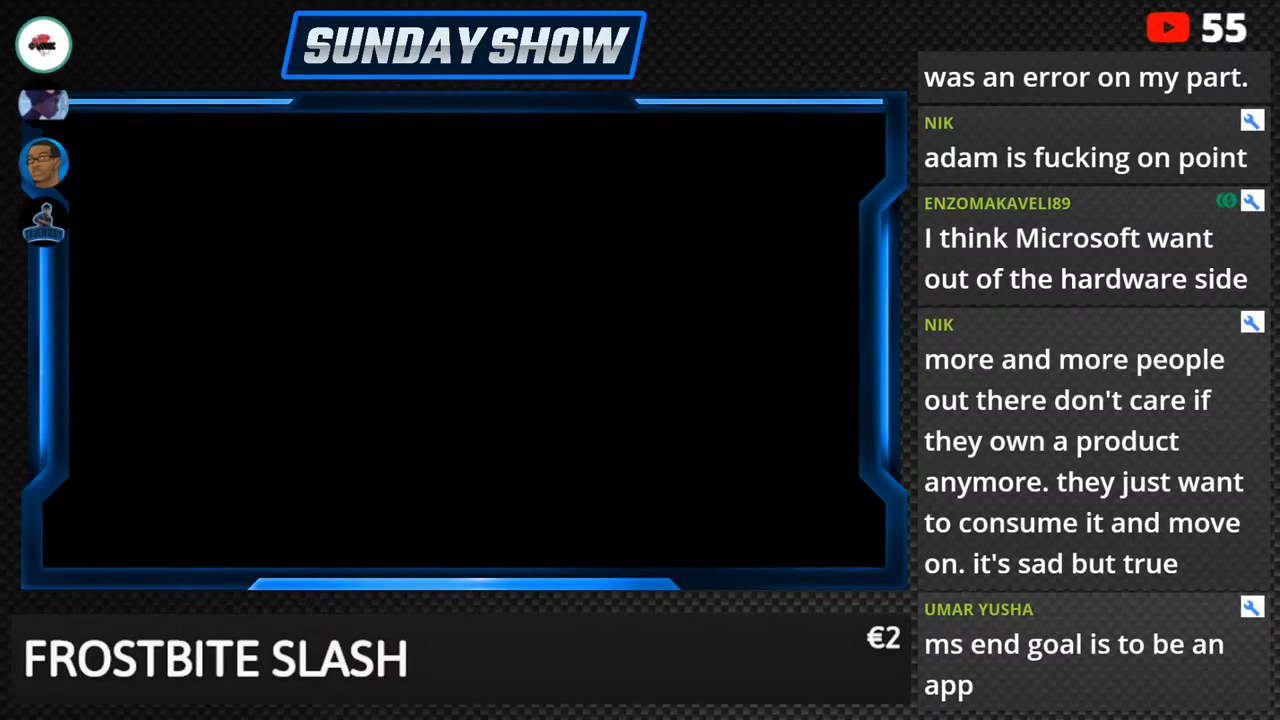 SUNDAY SHOW
55
was an error on my part.
NIK
adam is fucking on point
ENZOMAKAVELI89
I think Microsoft want
out of the hardware side
NIK
more and more people
out there don't care if
they own a product
anymore. they just want
to consume it and move
on. it's sad but true
UMAR YUSHA
ms end goal is to be an
app
FROSTBITE SLASH
€2